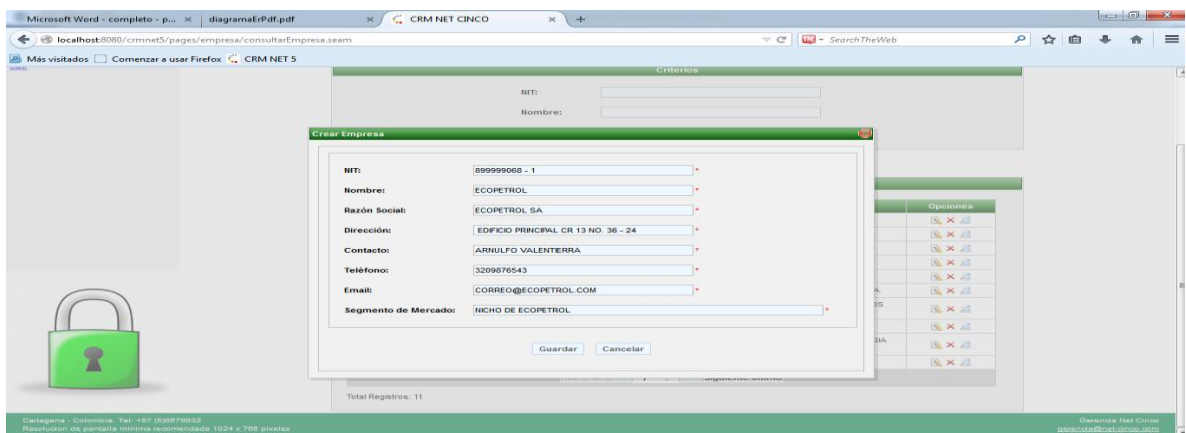 Microsoft Word - completo - p... × diagramaErPdf.pdf × CRM NET CINCO × +
localhost:8080/crmnet5/pages/empresa/consultarEmpresa.seam SearchTheWeb
Más visitados Comenzar a usar Firefox CRM NET 5
Criterios
NIT:
Nombre:
Crear Empresa
NIT: 899999068 - 1 *
Nombre: ECOPETROL *
Razón Social: ECOPETROL SA *
Dirección: EDIFICIO PRINCIPAL CR 13 NO. 36 - 24 *
Contacto: ARNULFO VALENTIERRA *
Teléfono: 3209876543 *
Email: CORREO@ECOPETROL.COM *
Segmento de Mercado: NICHO DE ECOPETROL *
Guardar Cancelar
Opciones
Total Registros: 11
Cartagena - Colombia. Tel: +57 (5)6679932 Gerencia Net Cinco
Resolucion de pantalla minima recomendada 1024 x 768 pixeles gerencia@net-cinco.com